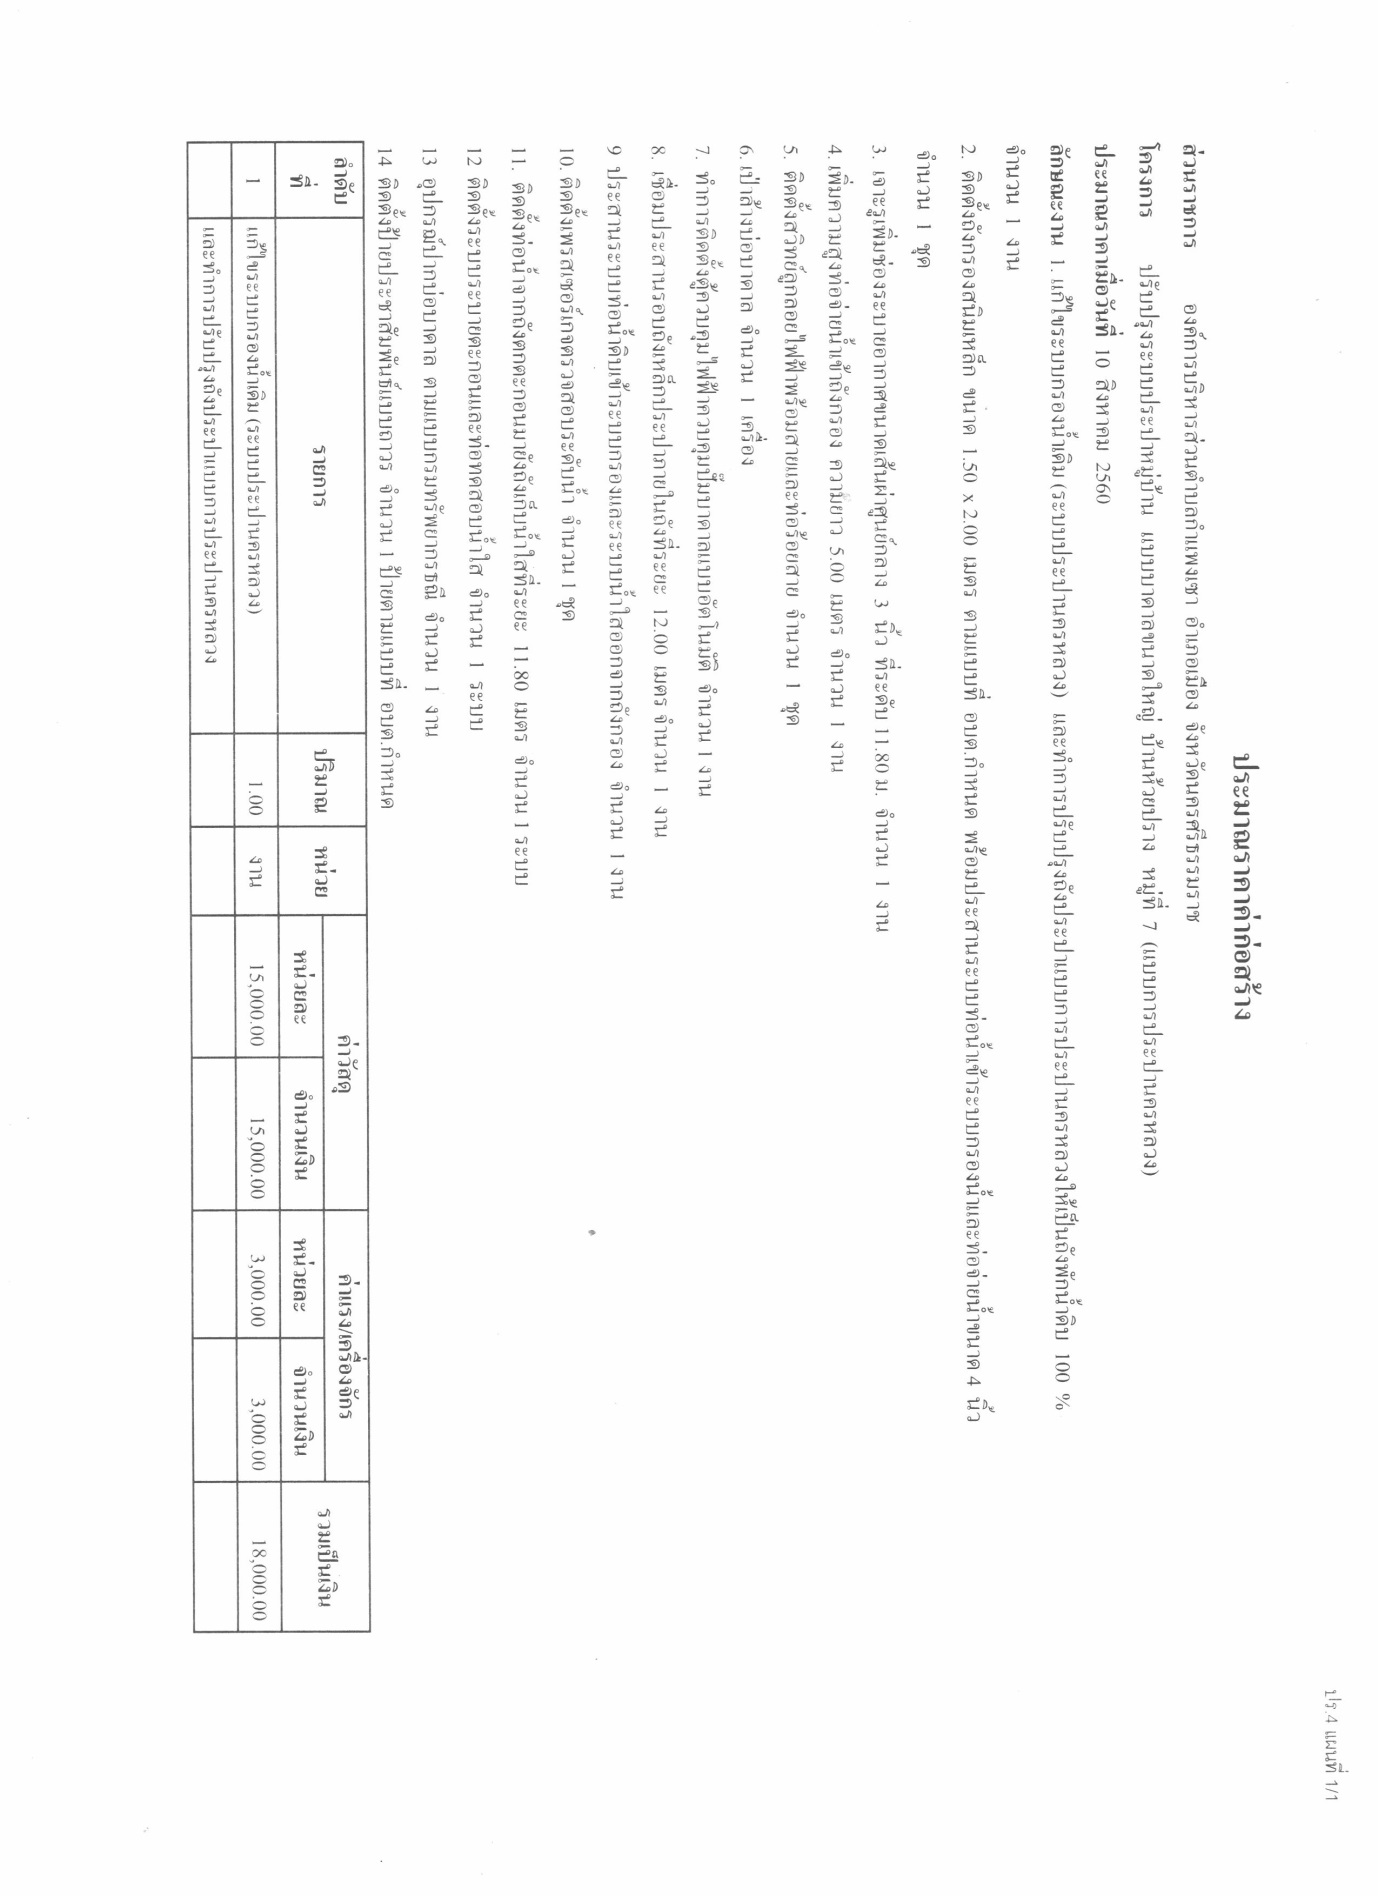 ปร.4 แผนที่ 1/1
ประมาณราคาค่าก่อสร้าง
ส่วนราชการ องค์การบริหารส่วนตำบลกำแพงเซา อำเภอเมือง จังหวัดนครศรีธรรมราช
โครงการ ปรับปรุงระบบประปาหมู่บ้าน แบบบาดาลขนาดใหญ่ บ้านห้วยปราง หมู่ที่ 7 (แบบการประปานครหลวง)
ประมาณราคาเมื่อวันที่ 10 สิงหาคม 2560
ลักษณะงาน 1. แก้ไขระบบกรองน้ำเดิม (ระบบประปานครหลวง) และทำการปรับปรุงถังประปาแบบการประปานครหลวงให้เป็นถังพักน้ำดิบ 100 %
จำนวน 1 งาน
2. ติดตั้งถังกรองสนิมเหล็ก ขนาด 1.50 x 2.00 เมตร ตามแบบที่ อบต.กำหนด พร้อมประสานระบบท่อน้ำเข้าระบบกรองน้ำและท่อจ่ายน้ำขนาด 4 นิ้ว
จำนวน 1 ชุด
3. เจาะรูเพิ่มช่องระบายอากาศขนาดเส้นผ่าศูนย์กลาง 3 นิ้ว ที่ระดับ 11.80 ม. จำนวน 1 งาน
4. เพิ่มความสูงท่อจ่ายน้ำเข้าถังกรอง ความยาว 5.00 เมตร จำนวน 1 งาน
5. ติดตั้งสวิทย์ลูกลอยไฟฟ้าพร้อมสายและท่อร้อยสาย จำนวน 1 ชุด
6. เป่าล้างบ่อบาดาล จำนวน 1 เครื่อง
7. ทำการติดตั้งตู้ควบคุมไฟฟ้าควบคุมปั๊มบาดาลแบบอัตโนมัติ จำนวน 1 งาน
8. เชื่อมประสานรอบถังเหล็กประปาภายในถังที่ระยะ 12.00 เมตร จำนวน 1 งาน
9 ประสานระบบท่อน้ำดิบเข้าระบบกรองและระบบน้ำใสออกจากถังกรอง จำนวน 1 งาน
10. ติดตั้งเพรสเซอร์เกจตรวจสอบระดับน้ำ จำนวน 1 ชุด
11. ติดตั้งท่อน้ำจากถังตกตะกอนมายังถังเก็บน้ำใสที่ระยะ 11.80 เมตร จำนวน 1 ระบบ
12 ติดตั้งระบบระบายตะกอนและท่อทดสอบน้ำใส จำนวน 1 ระบบ
13 อุปกรณ์ปากบ่อบาดาล ตามแบบกรมทรัพยากรธณี จำนวน 1 งาน
14 ติดตั้งป้ายประชาสัมพันธ์แบบถาวร จำนวน 1 ป้ายตามแบบที่ อบต.กำหนด
ลำดับ รายการ ปริมาณ หน่วย ค่าวัสดุ ค่าแรง/เครื่องจักร รวมเป็นเงิน
ที่ หน่วยละ จำนวนเงิน หน่วยละ จำนวนเงิน
1 แก้ไขระบบกรองน้ำเดิม (ระบบประปานครหลวง) 1.00 งาน 15,000.00 15,000.00 3,000.00 3,000.00 18,000.00
และทำการปรับปรุงถังประปาแบบการประปานครหลวง